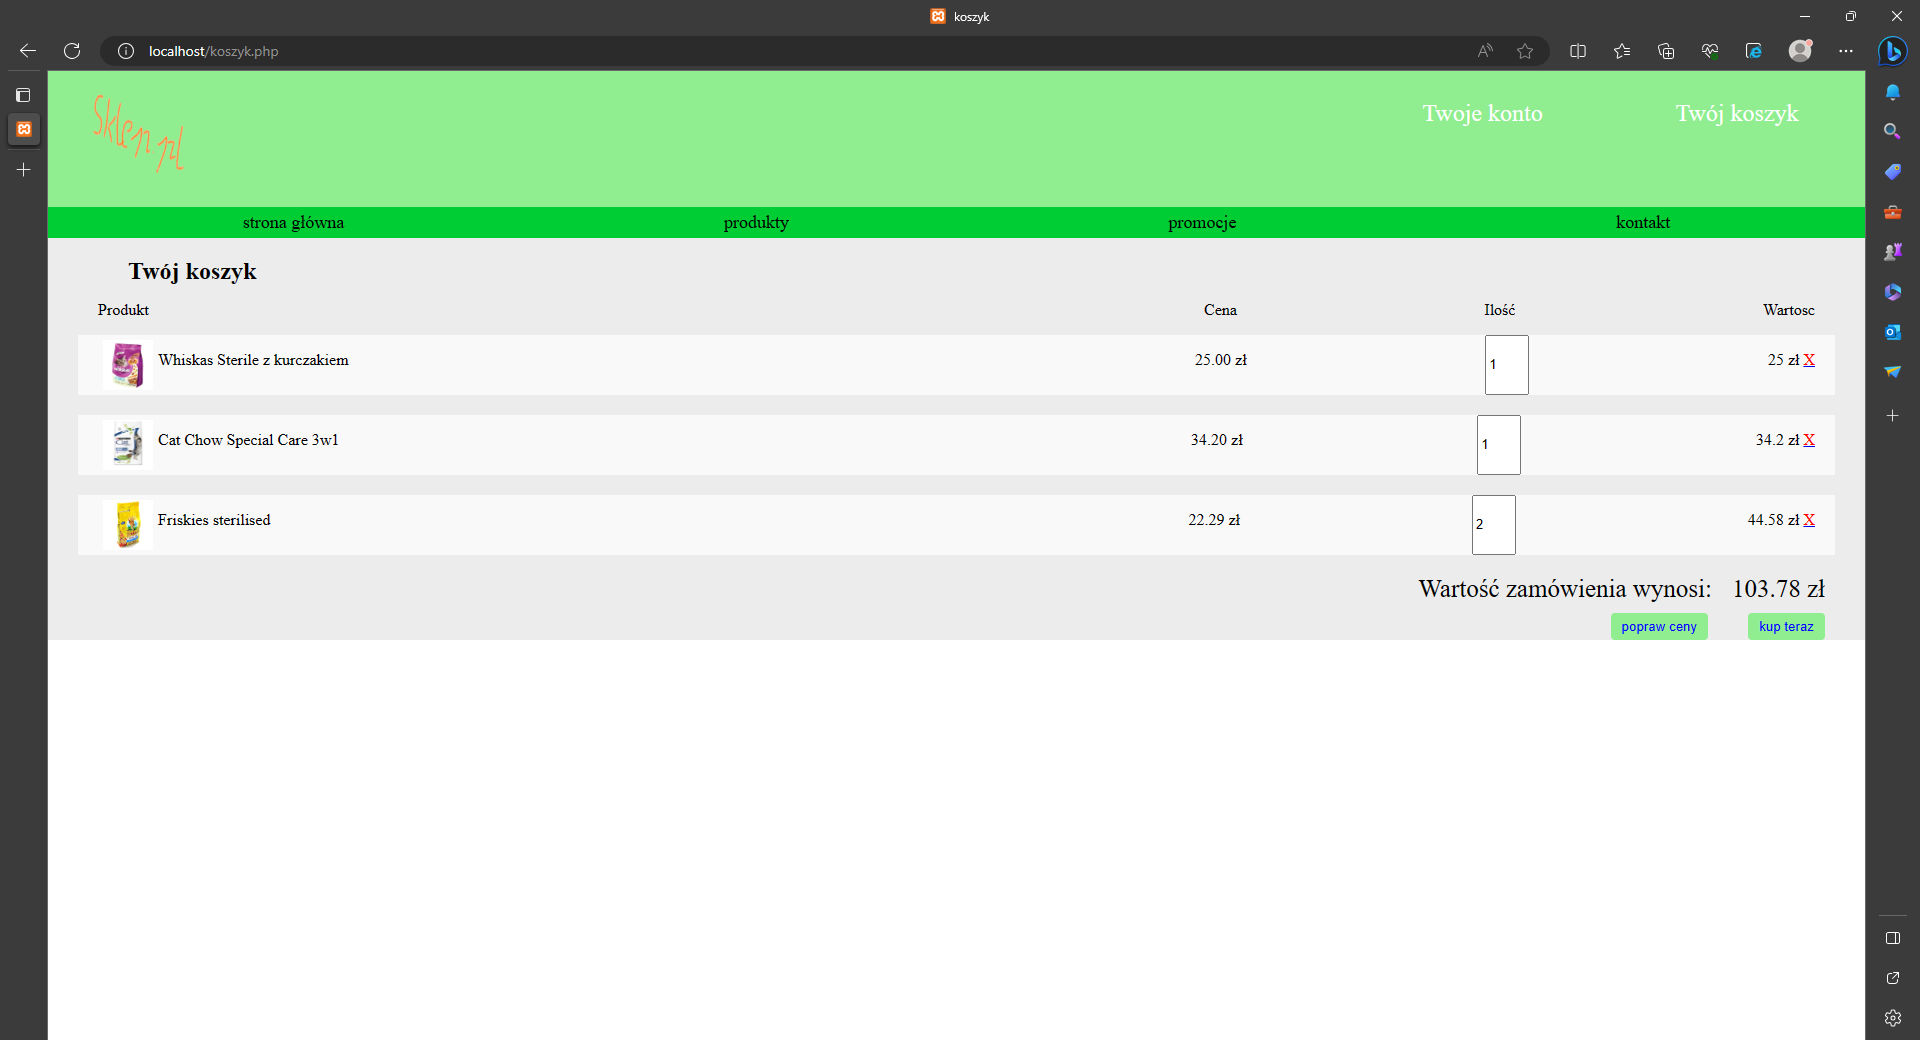 koszyk
localhost/koszyk.php
Sklep.pl
Twoje konto Twój koszyk
strona główna produkty promocje kontakt
Twój koszyk
Produkt Cena Ilość Wartosc
Whiskas Sterile z kurczakiem 25.00 zł 1 25 zł X
Cat Chow Special Care 3w1 34.20 zł 1 34.2 zł X
Friskies sterilised 22.29 zł 2 44.58 zł X
Wartość zamówienia wynosi: 103.78 zł
popraw ceny kup teraz